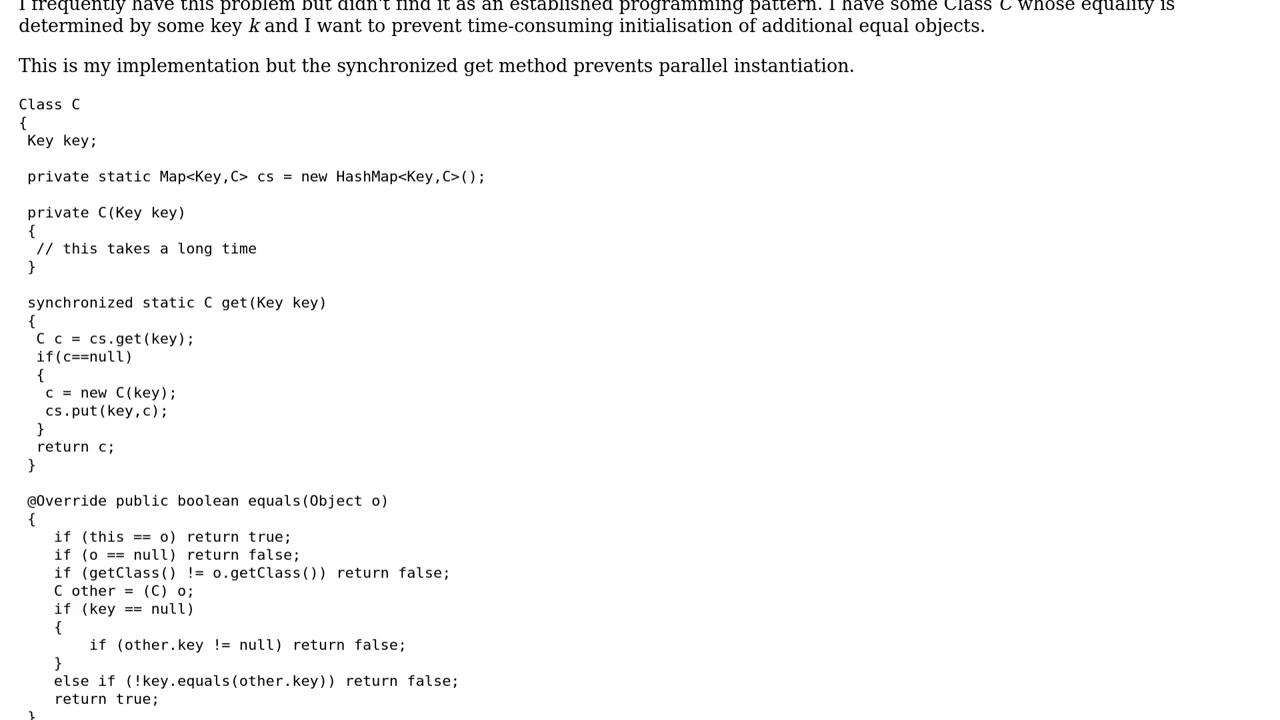 I frequently have this problem but didn't find it as an established programming pattern. I have some Class C whose equality is
determined by some key k and I want to prevent time-consuming initialisation of additional equal objects.
This is my implementation but the synchronized get method prevents parallel instantiation.
Class C
{
 Key key;
 private static Map<Key,C> cs = new HashMap<Key,C>();
 private C(Key key)
 {
  // this takes a long time
 }
 synchronized static C get(Key key)
 {
  C c = cs.get(key);
  if(c==null)
  {
   c = new C(key);
   cs.put(key,c);
  }
  return c;
 }
 @Override public boolean equals(Object o)
 {
    if (this == o) return true;
    if (o == null) return false;
    if (getClass() != o.getClass()) return false;
    C other = (C) o;
    if (key == null)
    {
        if (other.key != null) return false;
    }
    else if (!key.equals(other.key)) return false;
    return true;
 }